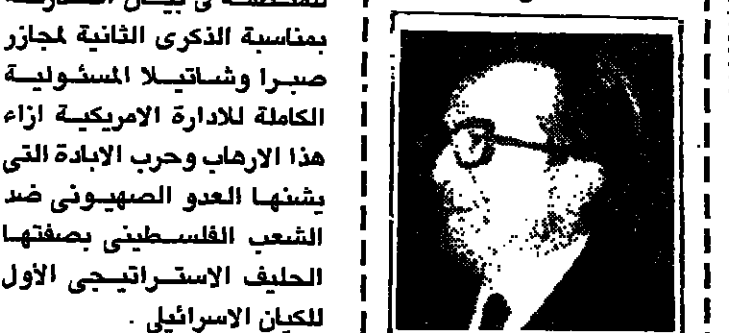 بمناسبة الذكرى الثانية لمجازر
صبرا وشاتيلا المسئولية
الكاملة للادارة الامريكية ازاء
هذا الارهاب وحرب الابادة التى
يشنها العدو الصهيونى ضد
الشعب الفلسطينى بصفتها
الحليف الاستراتيجى الأول
للكيان الاسرائيلي .